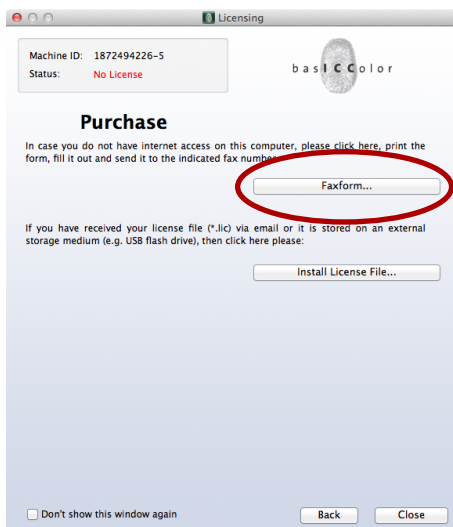 Licensing
Machine ID: 1872494226-5
Status: No License
basICColor
Purchase
In case you do not have internet access on this computer, please click here, print the
form, fill it out and send it to the indicated fax number.
Faxform...
If you have received your license file (*.lic) via email or it is stored on an external
storage medium (e.g. USB flash drive), then click here please:
Install License File...
Don't show this window again
Back Close